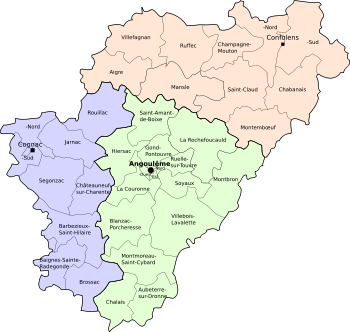 -Nord
Confolens
-Sud
Villefagnan
Ruffec
Champagne-
Mouton
Aigre
Mansle
Saint-Claud
Chabanais
Rouillac
Saint-Amant-
de-Boixe
Montembœuf
-Nord
Cognac
-Sud
Jarnac
Hiersac
Gond-
Pontouvre
La Rochefoucauld
Ruelle-
sur-Touvre
Angoulême
Segonzac
Châteauneuf-
sur-Charente
La Couronne
Soyaux
Montbron
Blanzac-
Porcheresse
Villebois-
Lavalette
Barbezieux-
Saint-Hilaire
Baignes-Sainte-
Radegonde
Montmoreau-
Saint-Cybard
Brossac
Aubeterre-
sur-Dronne
Chalais